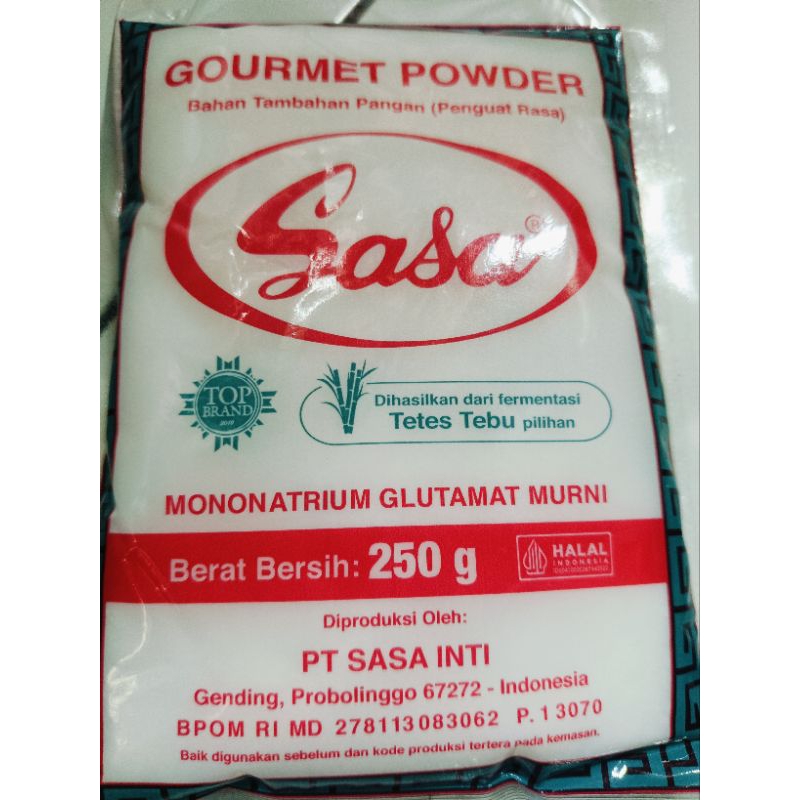 GOURMET POWDER
Bahan Tambahan Pangan (Penguat Rasa)
Sasa ®
TOP
BRAND
Dihasilkan dari fermentasi
Tetes Tebu pilihan
MONONATRIUM GLUTAMAT MURNI
Berat Bersih: 250 g
HALAL
INDONESIA
Diproduksi Oleh:
PT SASA INTI
Gending, Probolinggo 67272 - Indonesia
BPOM RI MD 278113083062 P. 13070
Baik digunakan sebelum dan kode produksi tertera pada kemasan.